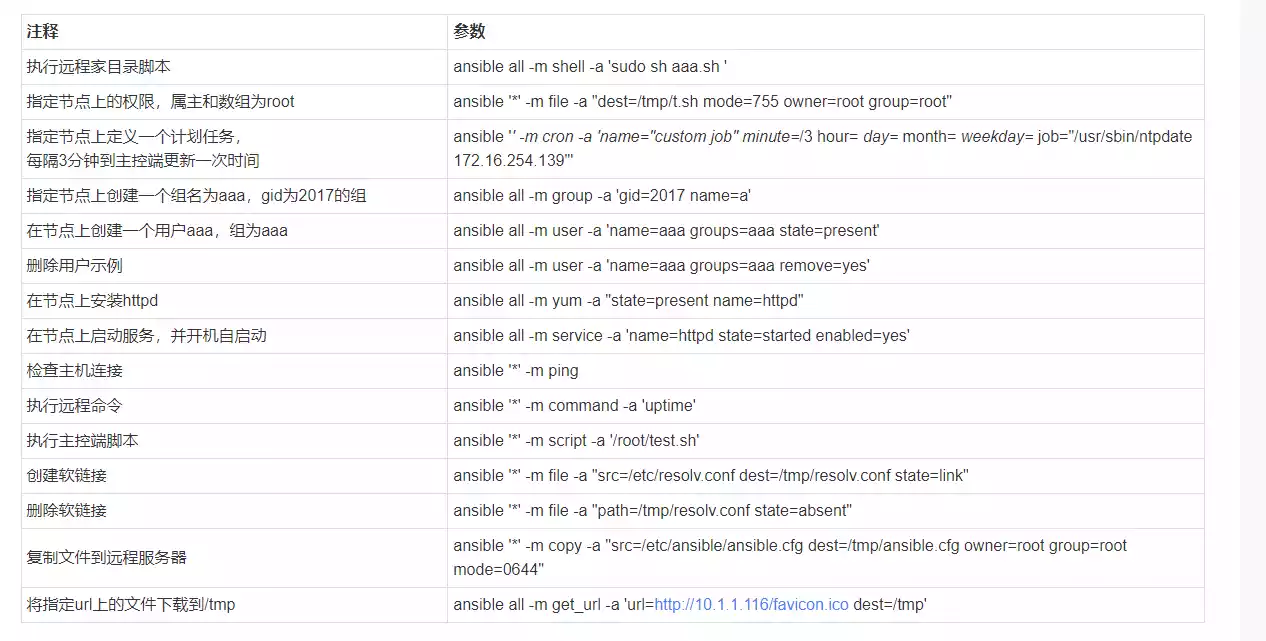 注释 参数
执行远程家目录脚本 ansible all -m shell -a 'sudo sh aaa.sh '
指定节点上的权限，属主和数组为root ansible '*' -m file -a "dest=/tmp/t.sh mode=755 owner=root group=root"
指定节点上定义一个计划任务，
每隔3分钟到主控端更新一次时间
ansible '' -m cron -a 'name="custom job" minute=/3 hour= day= month= weekday= job="/usr/sbin/ntpdate
172.16.254.139"'
指定节点上创建一个组名为aaa，gid为2017的组 ansible all -m group -a 'gid=2017 name=a'
在节点上创建一个用户aaa，组为aaa ansible all -m user -a 'name=aaa groups=aaa state=present'
删除用户示例 ansible all -m user -a 'name=aaa groups=aaa remove=yes'
在节点上安装httpd ansible all -m yum -a "state=present name=httpd"
在节点上启动服务，并开机自启动 ansible all -m service -a 'name=httpd state=started enabled=yes'
检查主机连接 ansible '*' -m ping
执行远程命令 ansible '*' -m command -a 'uptime'
执行主控端脚本 ansible '*' -m script -a '/root/test.sh'
创建软链接 ansible '*' -m file -a "src=/etc/resolv.conf dest=/tmp/resolv.conf state=link"
删除软链接 ansible '*' -m file -a "path=/tmp/resolv.conf state=absent"
复制文件到远程服务器
ansible '*' -m copy -a "src=/etc/ansible/ansible.cfg dest=/tmp/ansible.cfg owner=root group=root
mode=0644"
将指定url上的文件下载到/tmp ansible all -m get_url -a 'url=http://10.1.1.116/favicon.ico dest=/tmp'